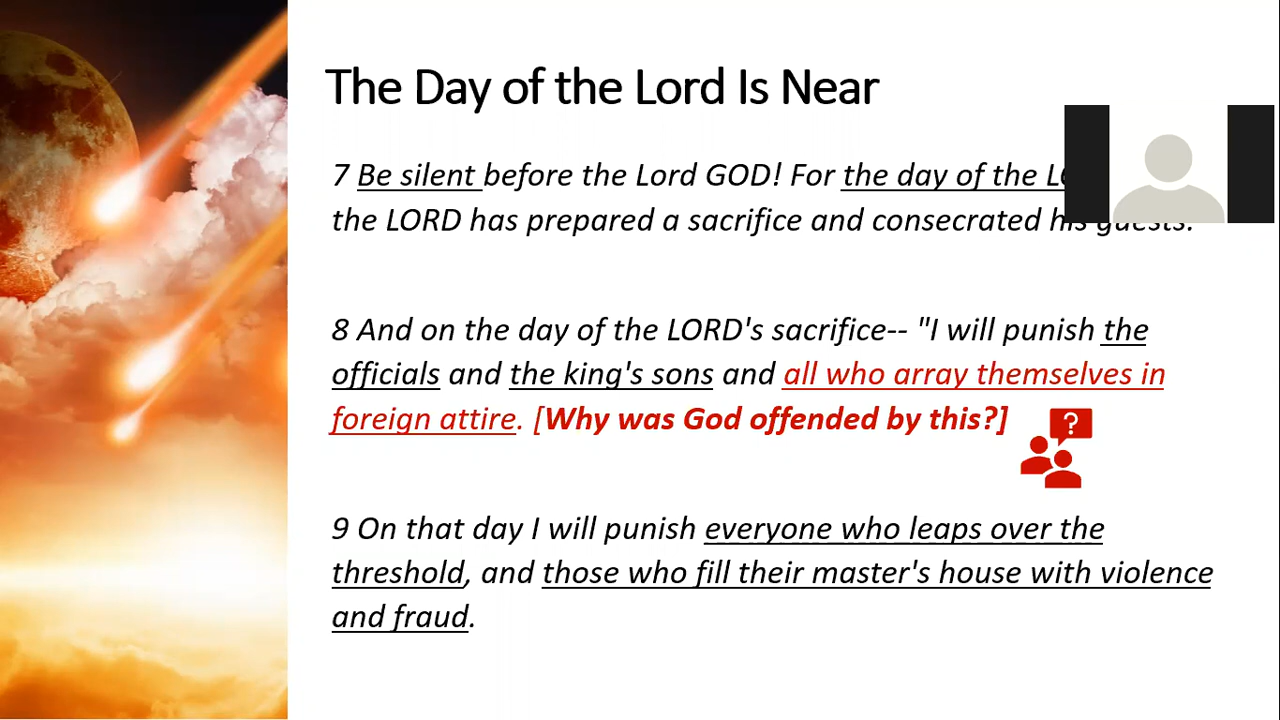 The Day of the Lord Is Near
7 Be silent before the Lord GOD! For the day of the
the LORD has prepared a sacrifice and consecrated his guests.
8 And on the day of the LORD's sacrifice-- "I will punish the
officials and the king's sons and all who array themselves in
foreign attire. [Why was God offended by this?]
?
9 On that day I will punish everyone who leaps over the
threshold, and those who fill their master's house with violence
and fraud.